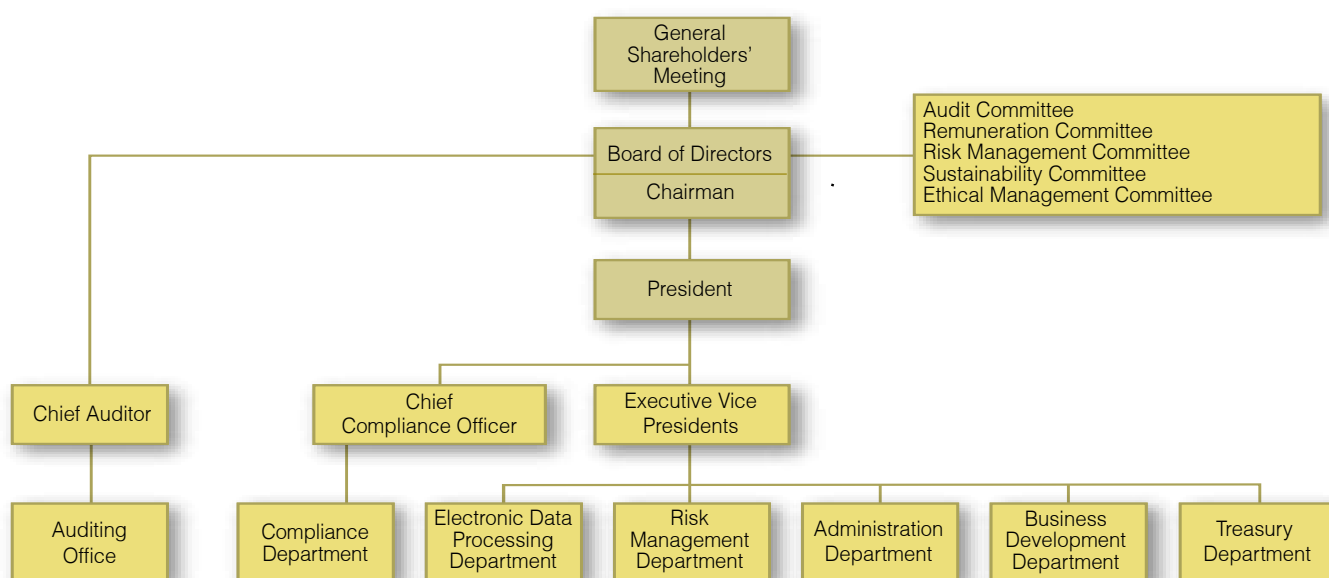 General
Shareholders'
Meeting
Audit Committee
Remuneration Committee
Risk Management Committee
Sustainability Committee
Ethical Management Committee
Board of Directors
Chairman
President
Chief Auditor
Chief
Compliance Officer
Executive Vice
Presidents
Auditing
Office
Compliance
Department
Electronic Data
Processing
Department
Risk
Management
Department
Administration
Department
Business
Development
Department
Treasury
Department